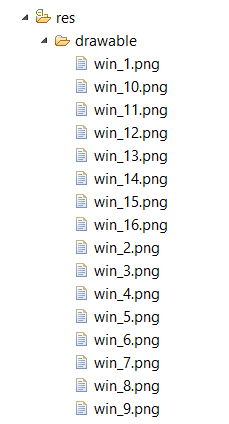 res
drawable
win_1.png
win_10.png
win_11.png
win_12.png
win_13.png
win_14.png
win_15.png
win_16.png
win_2.png
win_3.png
win_4.png
win_5.png
win_6.png
win_7.png
win_8.png
win_9.png